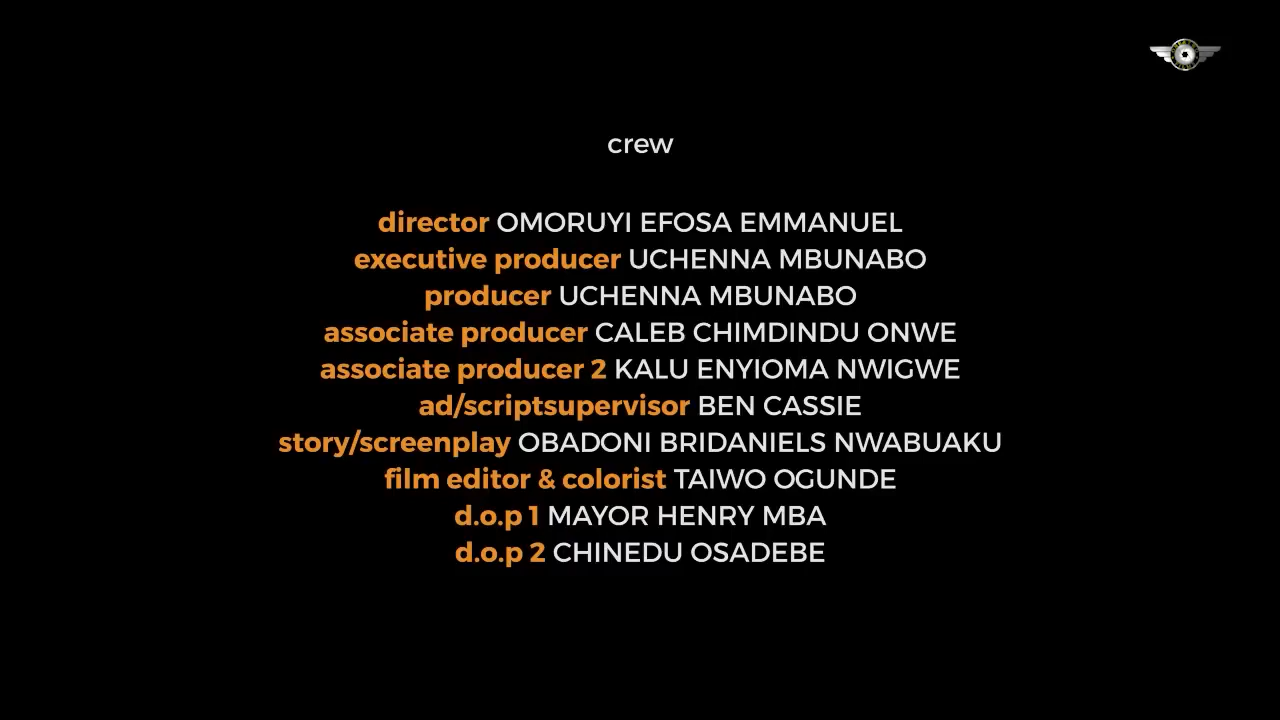 crew
director OMORUYI EFOSA EMMANUEL
executive producer UCHENNA MBUNABO
producer UCHENNA MBUNABO
associate producer CALEB CHIMDINDU ONWE
associate producer 2 KALU ENYIOMA NWIGWE
ad/scriptsupervisor BEN CASSIE
story/screenplay OBADONI BRIDANIELS NWABUAKU
film editor & colorist TAIWO OGUNDE
d.o.p 1 MAYOR HENRY MBA
d.o.p 2 CHINEDU OSADEBE